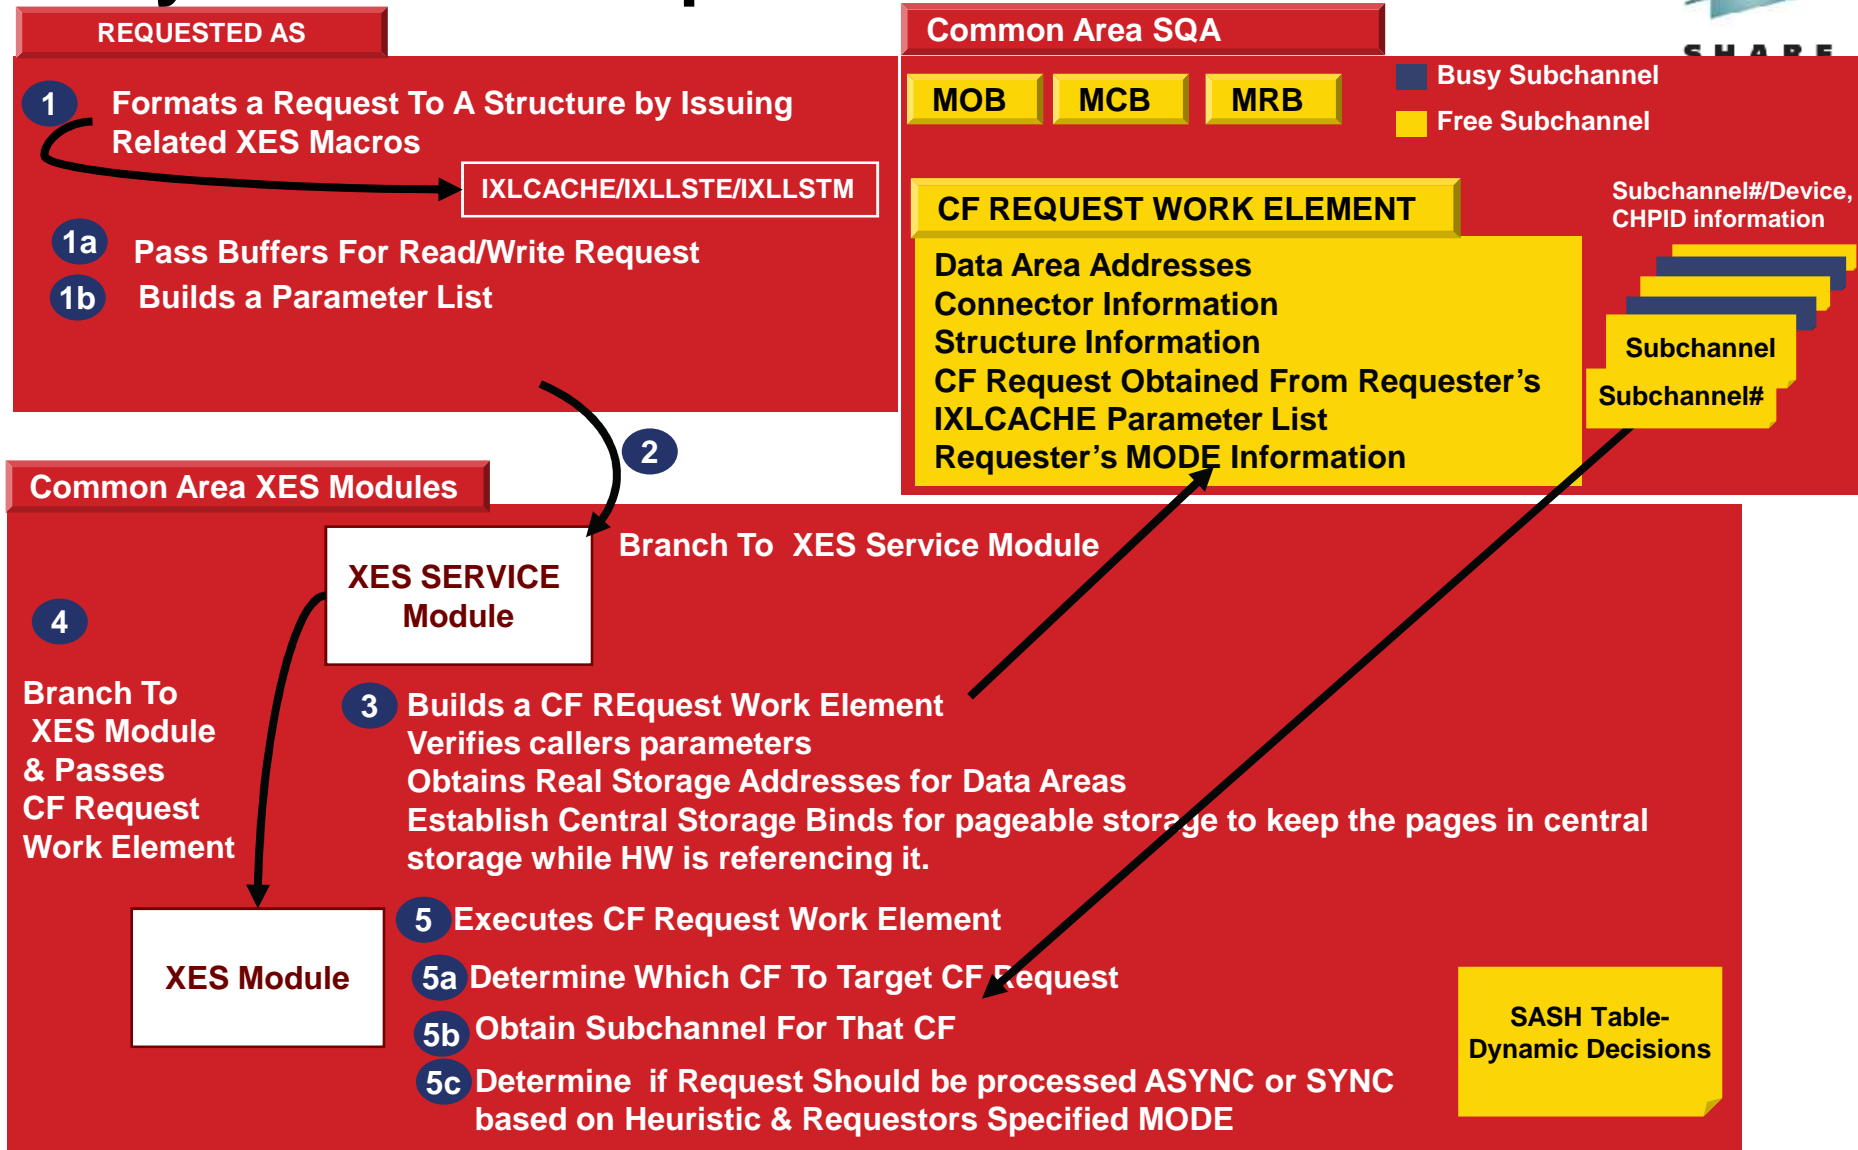 REQUESTED AS
1
Formats a Request To A Structure by Issuing
Related XES Macros
IXLCACHE/IXLLSTE/IXLLSTM
1a
Pass Buffers For Read/Write Request
1b
Builds a Parameter List
2
Common Area SQA
SHARE
MOB
MCB
MRB
Busy Subchannel
Free Subchannel
CF REQUEST WORK ELEMENT
Data Area Addresses
Connector Information
Structure Information
CF Request Obtained From Requester’s
IXLCACHE Parameter List
Requester’s MODE Information
Subchannel#/Device,
CHPID information
Subchannel
Subchannel#
Common Area XES Modules
XES SERVICE
Module
Branch To XES Service Module
4
Branch To
XES Module
& Passes
CF Request
Work Element
3
Builds a CF REquest Work Element
Verifies callers parameters
Obtains Real Storage Addresses for Data Areas
Establish Central Storage Binds for pageable storage to keep the pages in central
storage while HW is referencing it.
XES Module
5
Executes CF Request Work Element
5a
Determine Which CF To Target CF Request
5b
Obtain Subchannel For That CF
5c
Determine if Request Should be processed ASYNC or SYNC
based on Heuristic & Requestors Specified MODE
SASH Table-
Dynamic Decisions